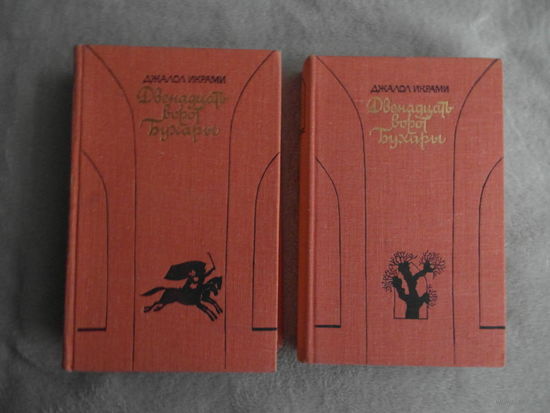 ДЖАЛОЛ ИКРАМИ
Двенадцать
ворот
Бухары
ДЖАЛОЛ ИКРАМИ
Двенадцать
ворот
Бухары